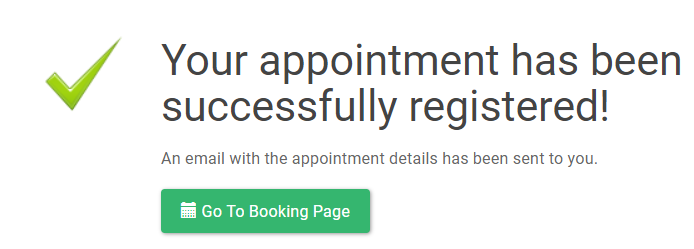 Your appointment has been
successfully registered!
An email with the appointment details has been sent to you.
Go To Booking Page